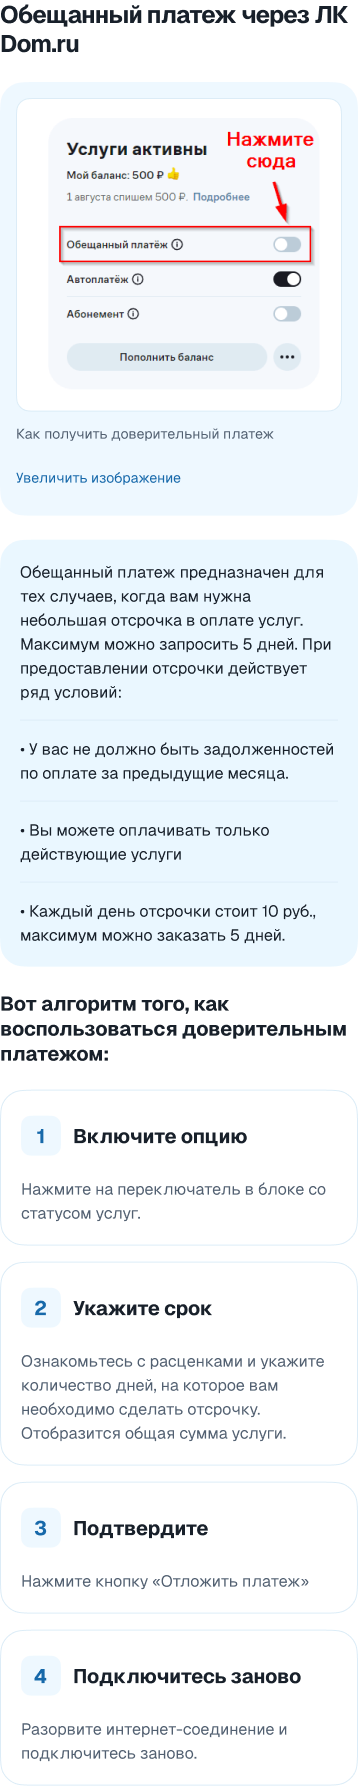 Обещанный платеж через ЛК
Dom.ru
Нажмите
сюда
Услуги активны
Мой баланс: 500 ₽ 👍
1 августа спишем 500 ₽. Подробнее
Обещанный платёж
Автоплатёж
Абонемент
Пополнить баланс
Как получить доверительный платеж
Увеличить изображение
Обещанный платеж предназначен для
тех случаев, когда вам нужна
небольшая отсрочка в оплате услуг.
Максимум можно запросить 5 дней. При
предоставлении отсрочки действует
ряд условий:
• У вас не должно быть задолженностей
по оплате за предыдущие месяца.
• Вы можете оплачивать только
действующие услуги
• Каждый день отсрочки стоит 10 руб.,
максимум можно заказать 5 дней.
Вот алгоритм того, как
воспользоваться доверительным
платежом:
1 Включите опцию
Нажмите на переключатель в блоке со
статусом услуг.
2 Укажите срок
Ознакомьтесь с расценками и укажите
количество дней, на которое вам
необходимо сделать отсрочку.
Отобразится общая сумма услуги.
3 Подтвердите
Нажмите кнопку «Отложить платеж»
4 Подключитесь заново
Разорвите интернет-соединение и
подключитесь заново.